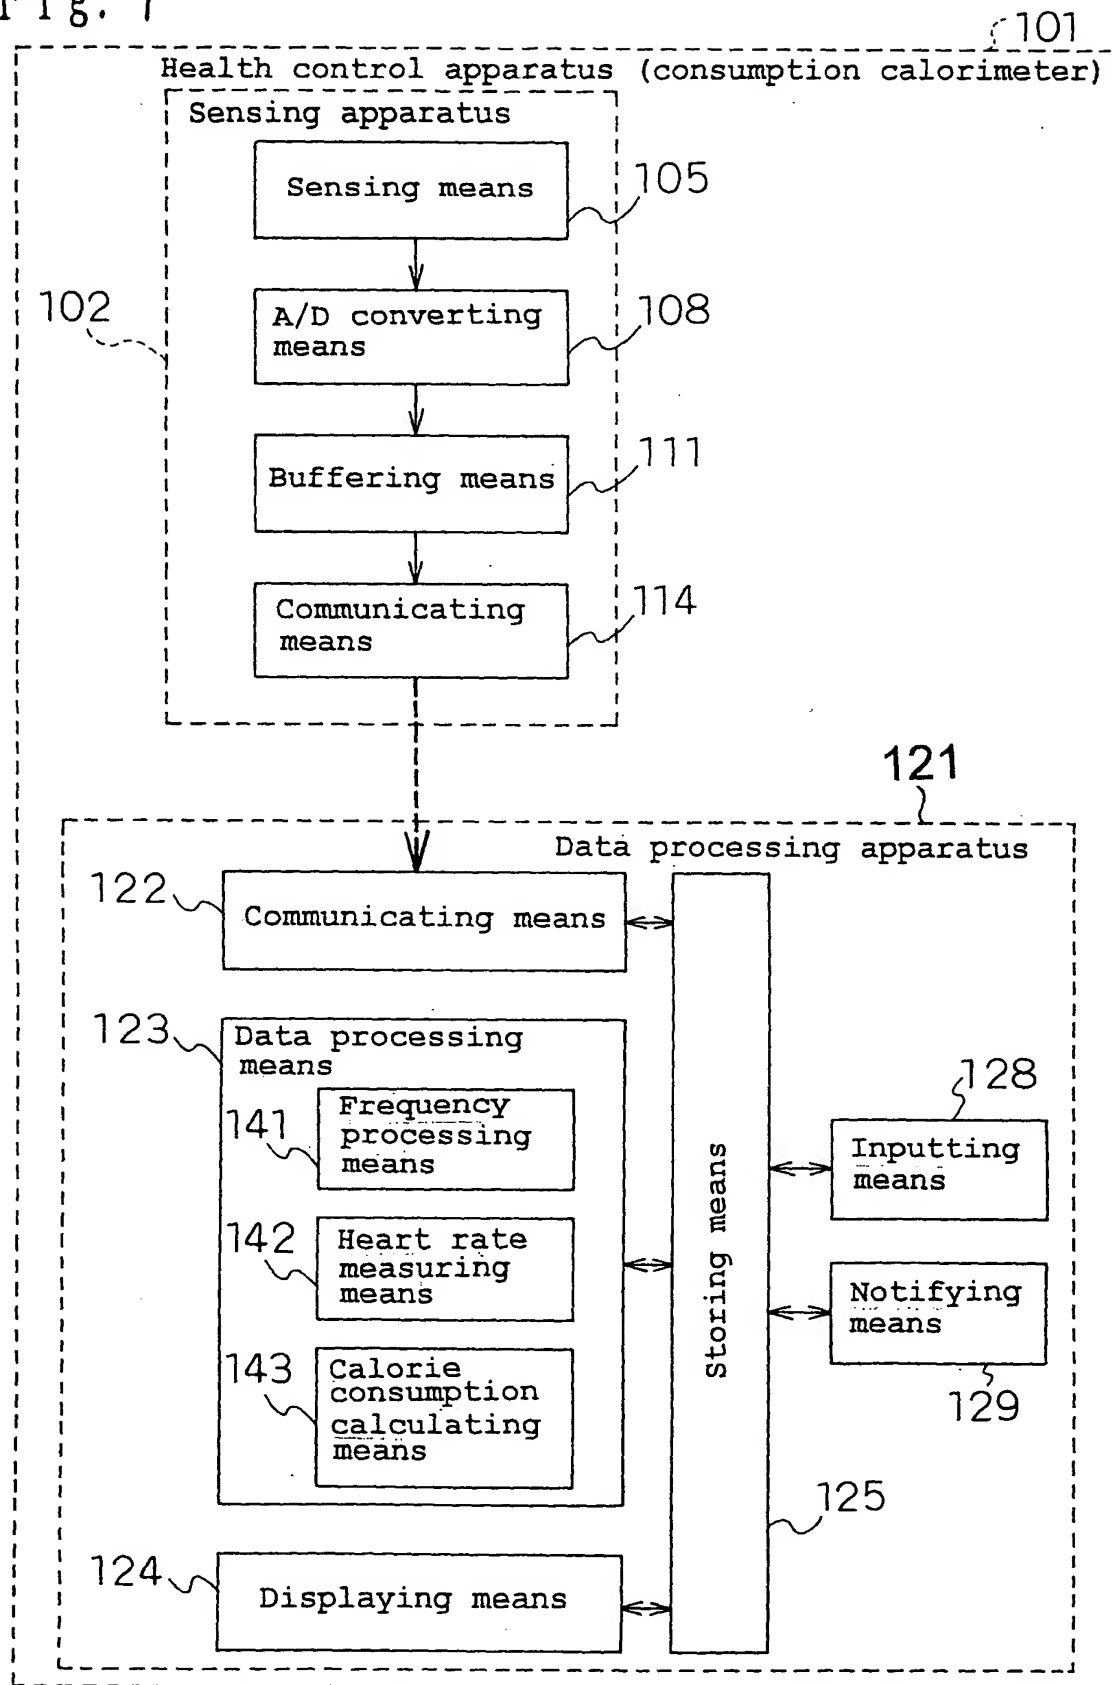 Fig. 7
101
Health control apparatus (consumption calorimeter)
Sensing apparatus
Sensing means
105
102
A/D converting
means
108
Buffering means
111
Communicating
means
114
121
Data processing apparatus
122
Communicating means
123
Data processing
means
141
Frequency
processing
means
142
Heart rate
measuring
means
143
Calorie
consumption
calculating
means
Storing means
128
Inputting
means
Notifying
means
129
125
124
Displaying means